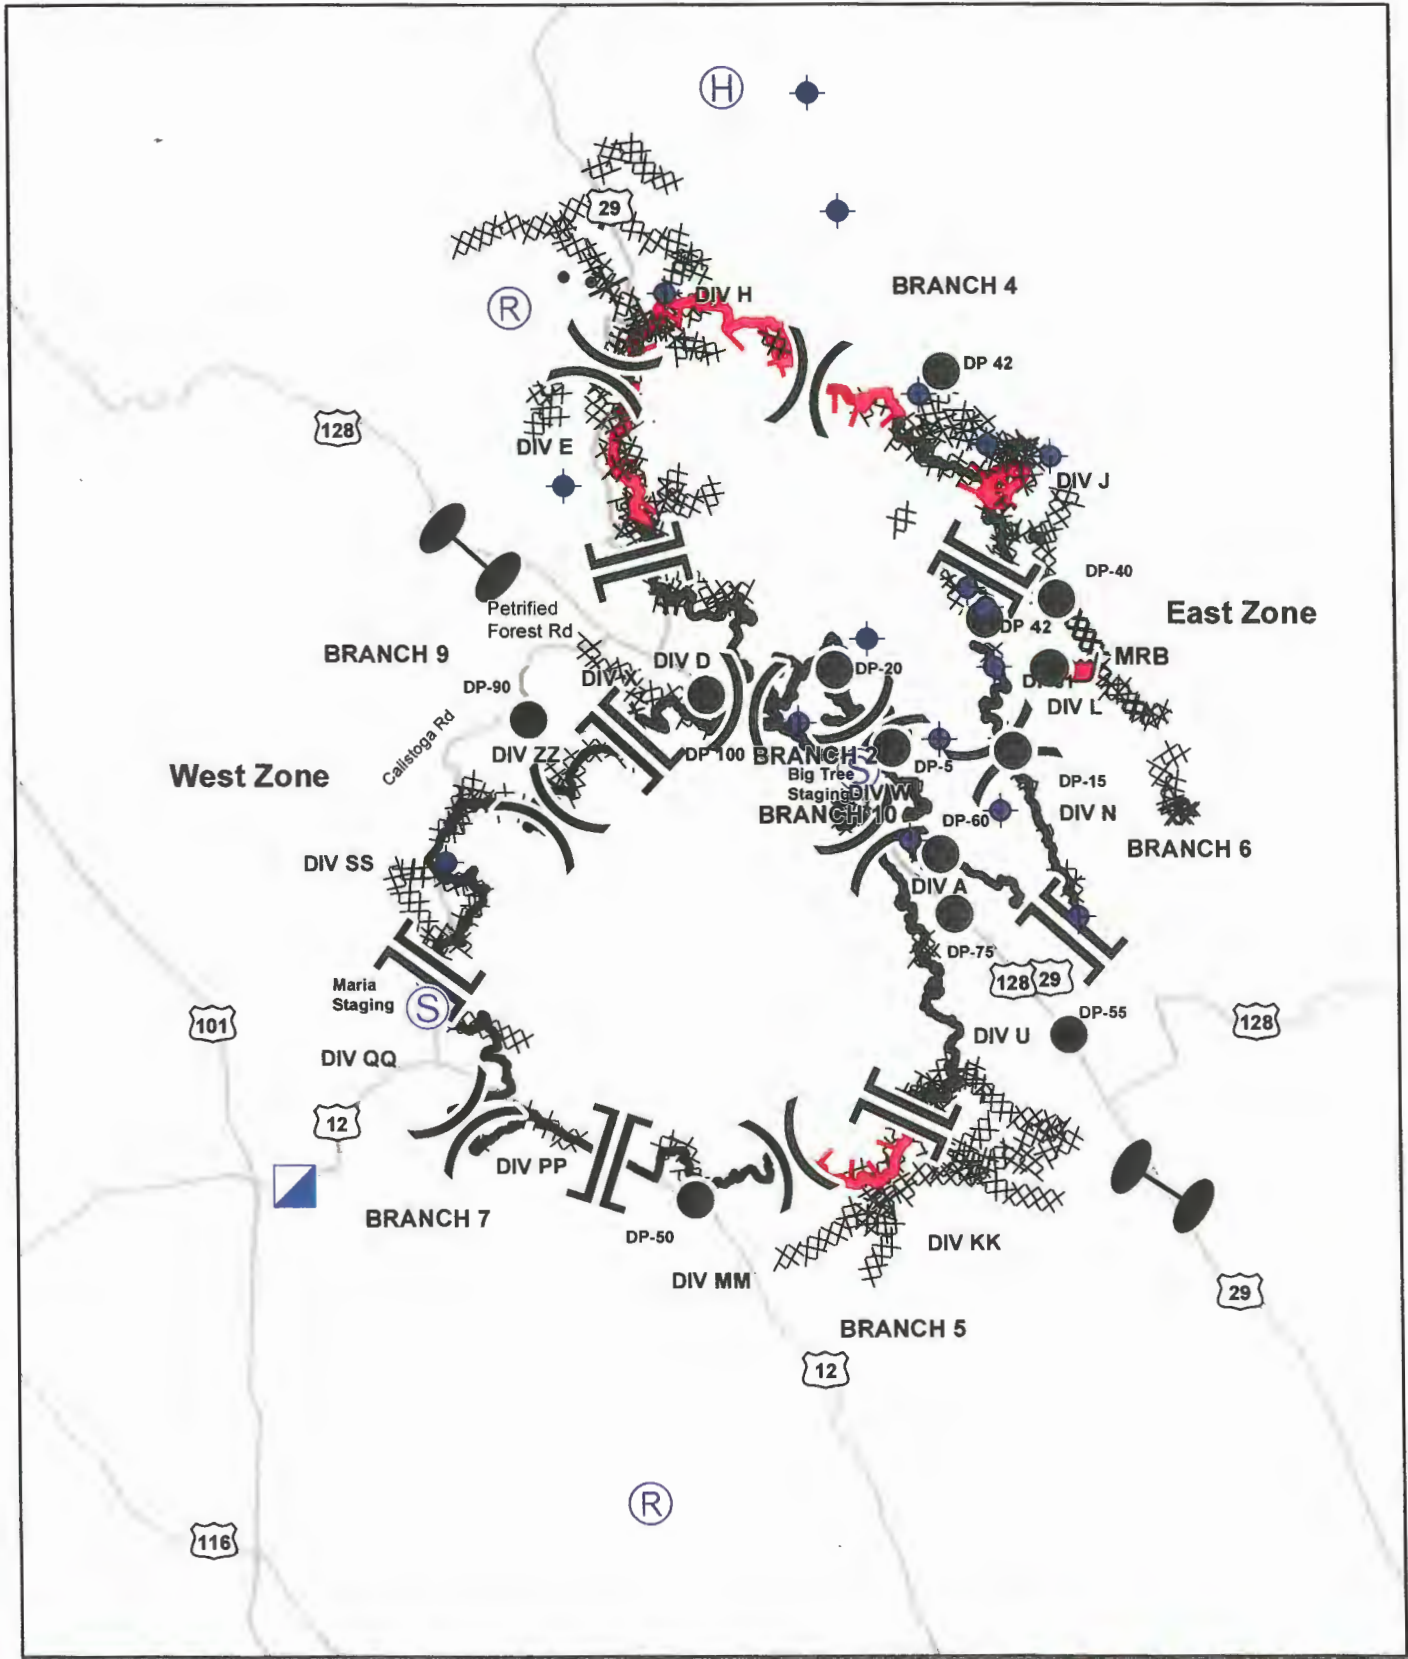 H
29
DIV H
R
BRANCH 4
DP 42
128
DIV E
DIV J
DP-40
Petrified
Forest Rd
East Zone
DP 42
BRANCH 9
DIV D
DP-20
MRB
DIV X
DP-90
DIV L
Calistoga Rd
DIV ZZ
DP 100
BRANCH 2
DP-5
West Zone
Big Tree
Staging
S
DIV W
DP-15
BRANCH 10
DP-60
DIV N
BRANCH 6
DIV SS
DIV A
DP-75
128
29
Maria
Staging
S
DP-55
101
128
DIV U
DIV QQ
12
DIV PP
BRANCH 7
DP-50
DIV KK
DIV MM
29
BRANCH 5
12
R
116